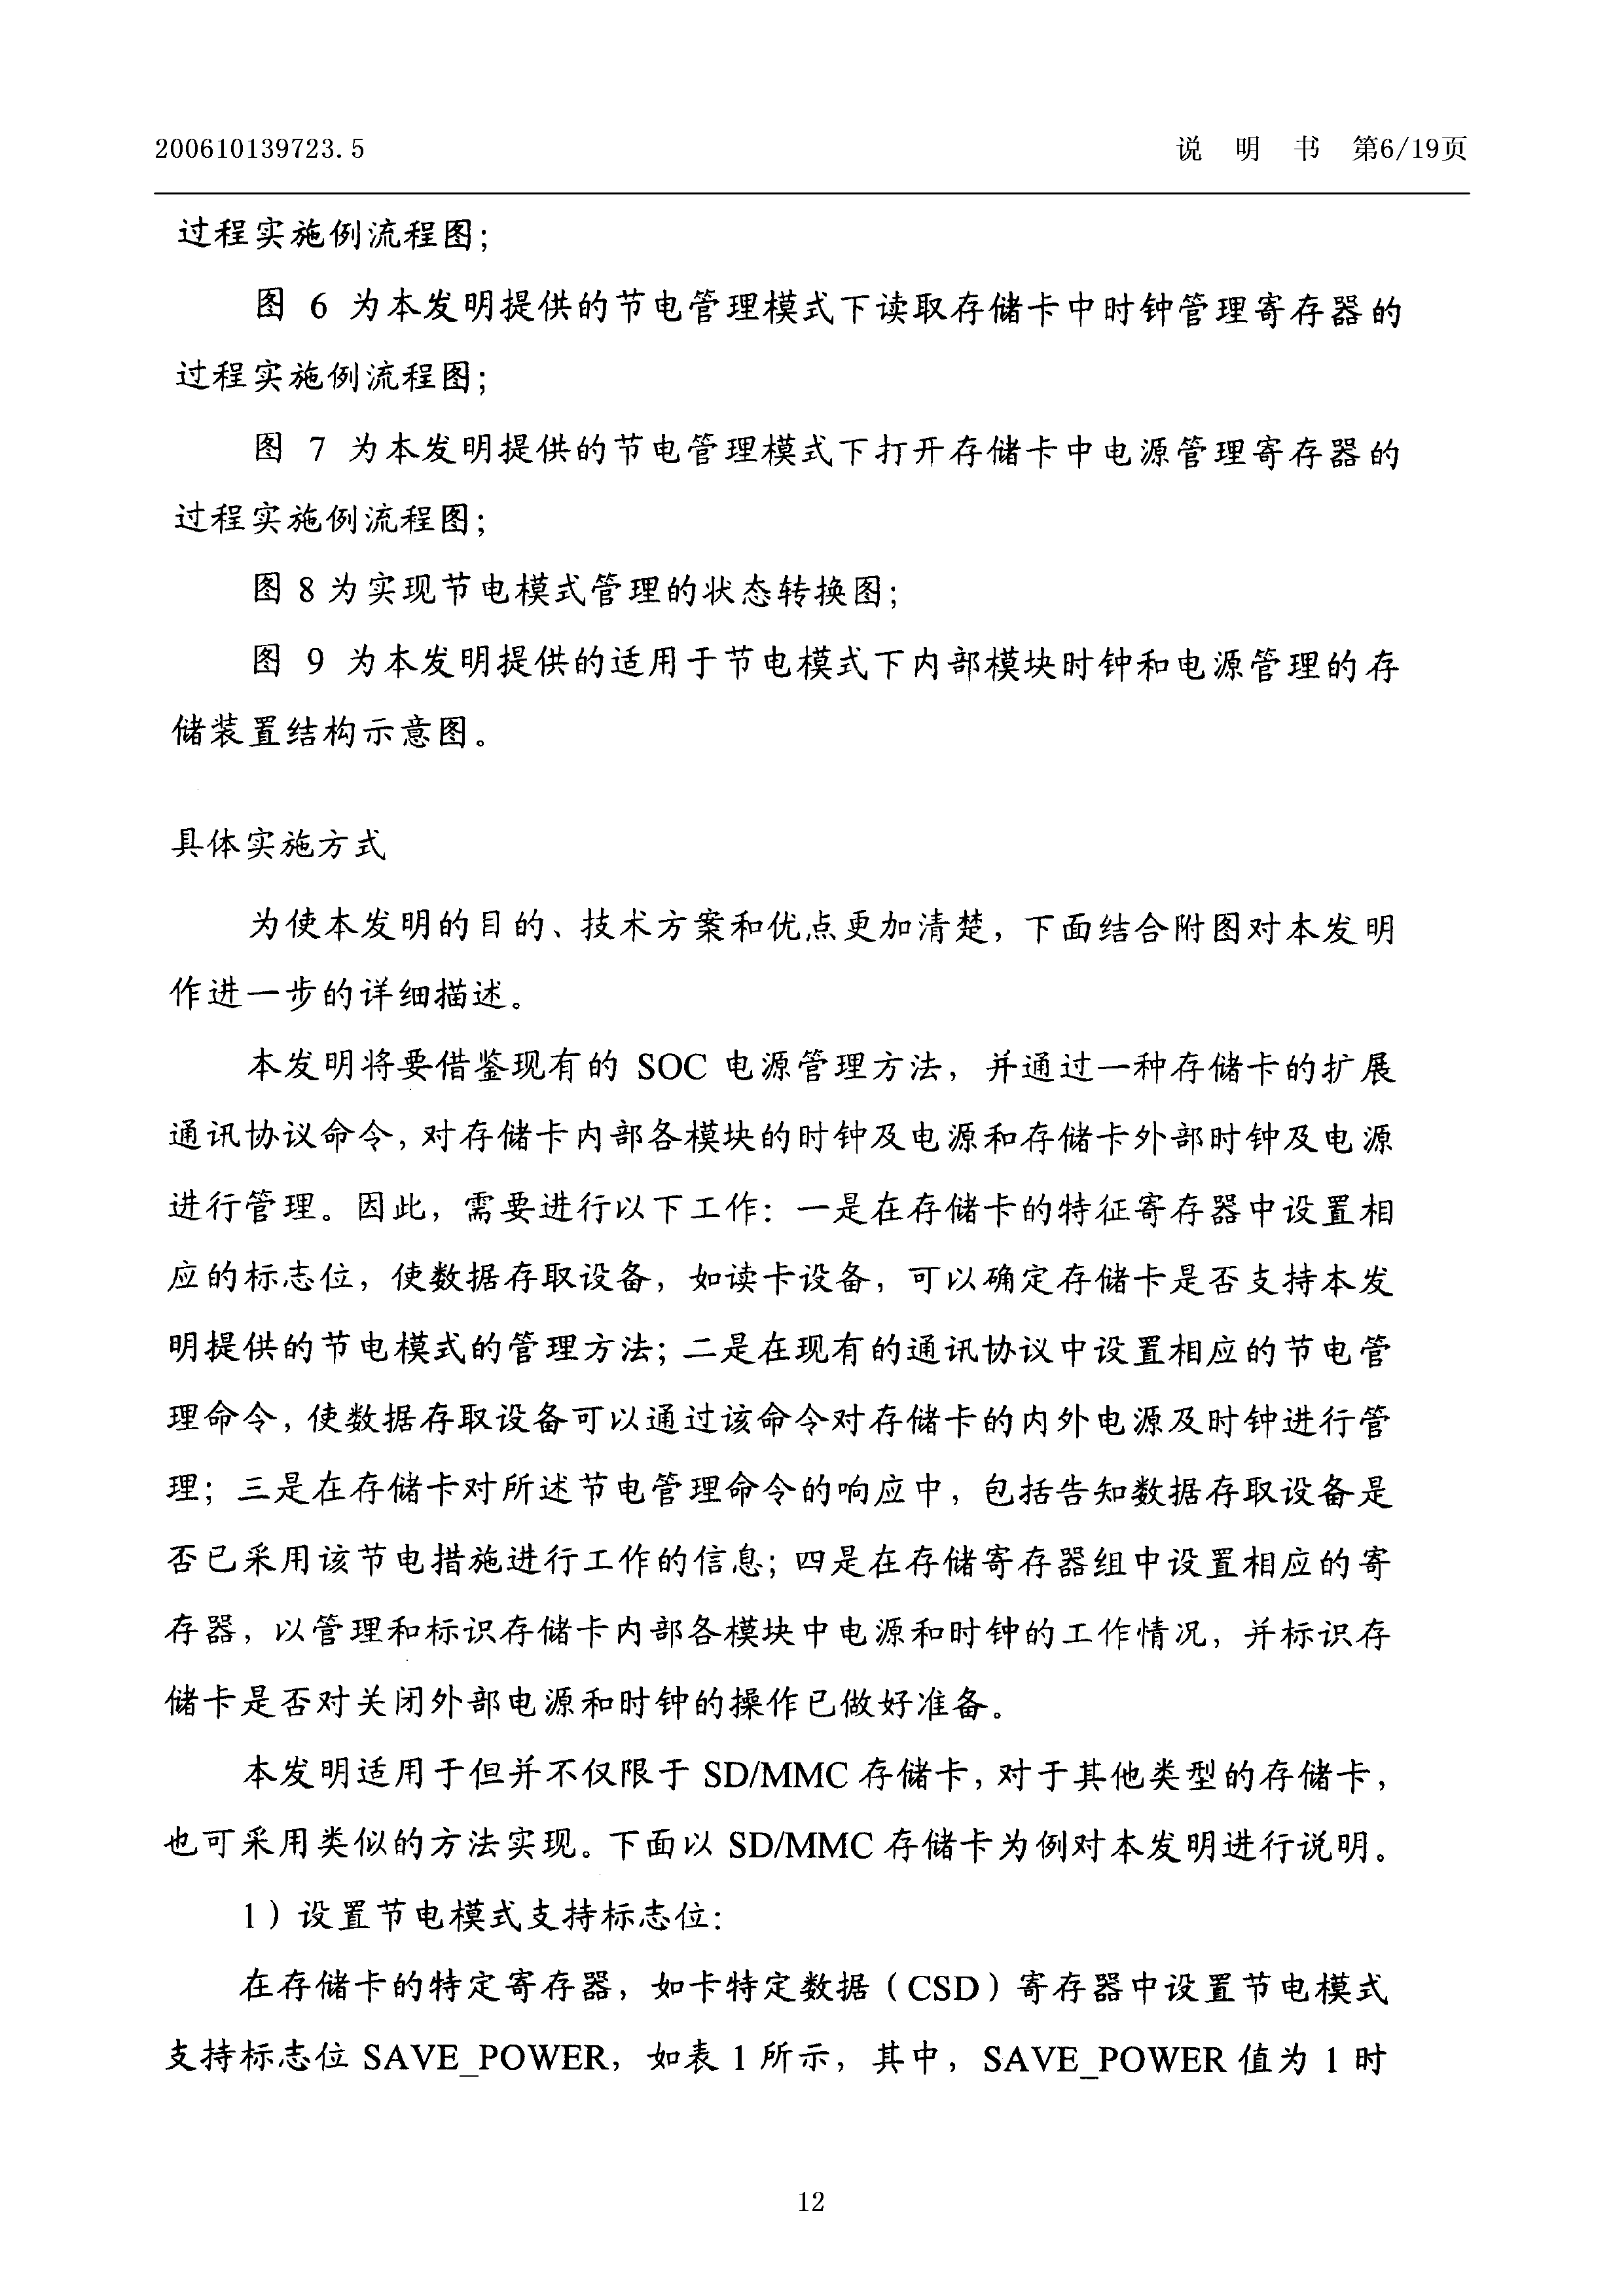 200610139723.5
说 明 书 第6/19页
过程实施例流程图；
图 6 为本发明提供的节电管理模式下读取存储卡中时钟管理寄存器的
过程实施例流程图；
图 7 为本发明提供的节电管理模式下打开存储卡中电源管理寄存器的
过程实施例流程图；
图 8 为实现节电模式管理的状态转换图；
图 9 为本发明提供的适用于节电模式下内部模块时钟和电源管理的存
储装置结构示意图。
具体实施方式
为使本发明的目的、技术方案和优点更加清楚，下面结合附图对本发明
作进一步的详细描述。
本发明将要借鉴现有的 SOC 电源管理方法，并通过一种存储卡的扩展
通讯协议命令，对存储卡内部各模块的时钟及电源和存储卡外部时钟及电源
进行管理。因此，需要进行以下工作：一是在存储卡的特征寄存器中设置相
应的标志位，使数据存取设备，如读卡设备，可以确定存储卡是否支持本发
明提供的节电模式的管理方法；二是在现有的通讯协议中设置相应的节电管
理命令，使数据存取设备可以通过该命令对存储卡的内外电源及时钟进行管
理；三是在存储卡对所述节电管理命令的响应中，包括告知数据存取设备是
否已采用该节电措施进行工作的信息；四是在存储寄存器组中设置相应的寄
存器，以管理和标识存储卡内部各模块中电源和时钟的工作情况，并标识存
储卡是否对关闭外部电源和时钟的操作已做好准备。
本发明适用于但并不仅限于 SD/MMC 存储卡，对于其他类型的存储卡，
也可采用类似的方法实现。下面以 SD/MMC 存储卡为例对本发明进行说明。
1）设置节电模式支持标志位：
在存储卡的特定寄存器，如卡特定数据（CSD）寄存器中设置节电模式
支持标志位 SAVE_POWER，如表 1 所示，其中，SAVE_POWER 值为 1 时
12